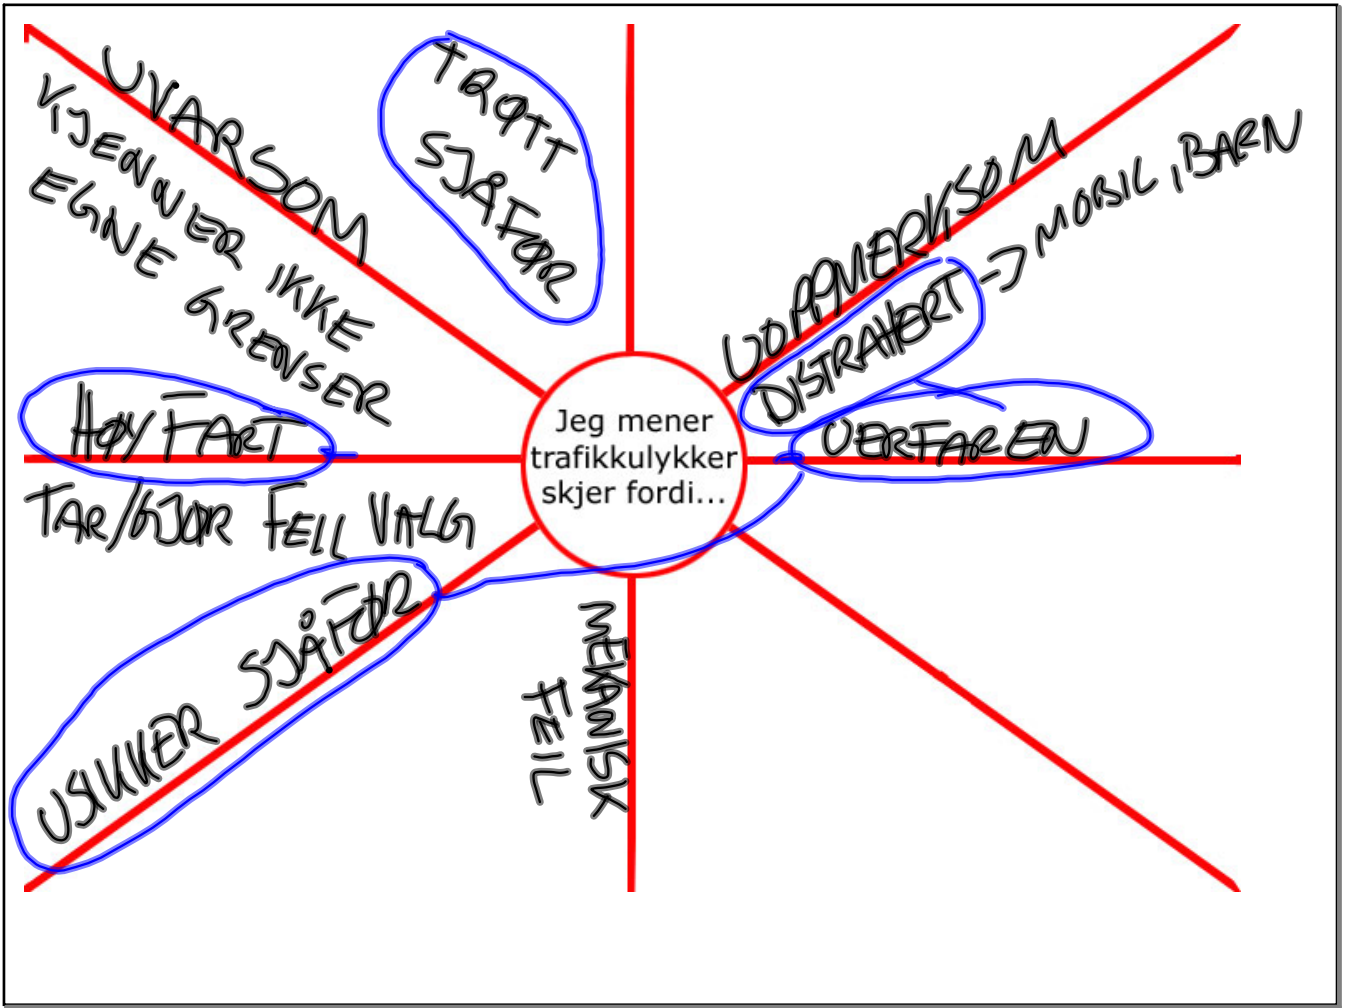 UVARSOM
KJENNER IKKE
EGNE GRENSER
TRØTT
SJÅFØR
UOPPMERKSOM
DISTRAHERT -> MOBIL, BARN
HØY FART
UERFAREN
Jeg mener
trafikkulykker
skjer fordi...
TAR/GJØR FEIL VALG
USIKKER SJÅFØR
MEKANISK
FEIL